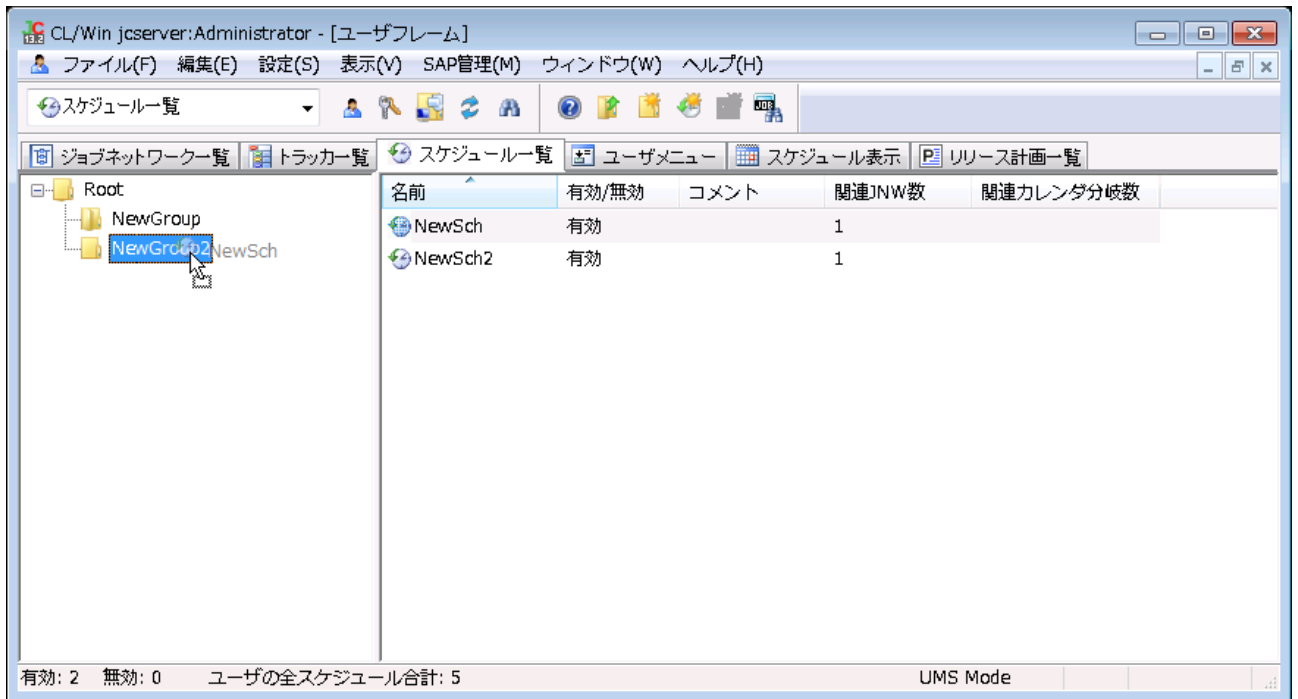 CL/Win jcserver:Administrator - [ユーザフレーム]
ファイル(F) 編集(E) 設定(S) 表示(V) SAP管理(M) ウィンドウ(W) ヘルプ(H)
スケジュール一覧
JOB
ジョブネットワーク一覧 トラッカ一覧 スケジュール一覧 ユーザメニュー スケジュール表示 リリース計画一覧
Root
NewGroup
NewGroup2 NewSch
名前 有効/無効 コメント 関連JNW数 関連カレンダ分岐数
NewSch 有効 1
NewSch2 有効 1
有効: 2 無効: 0 ユーザの全スケジュール合計: 5 UMS Mode